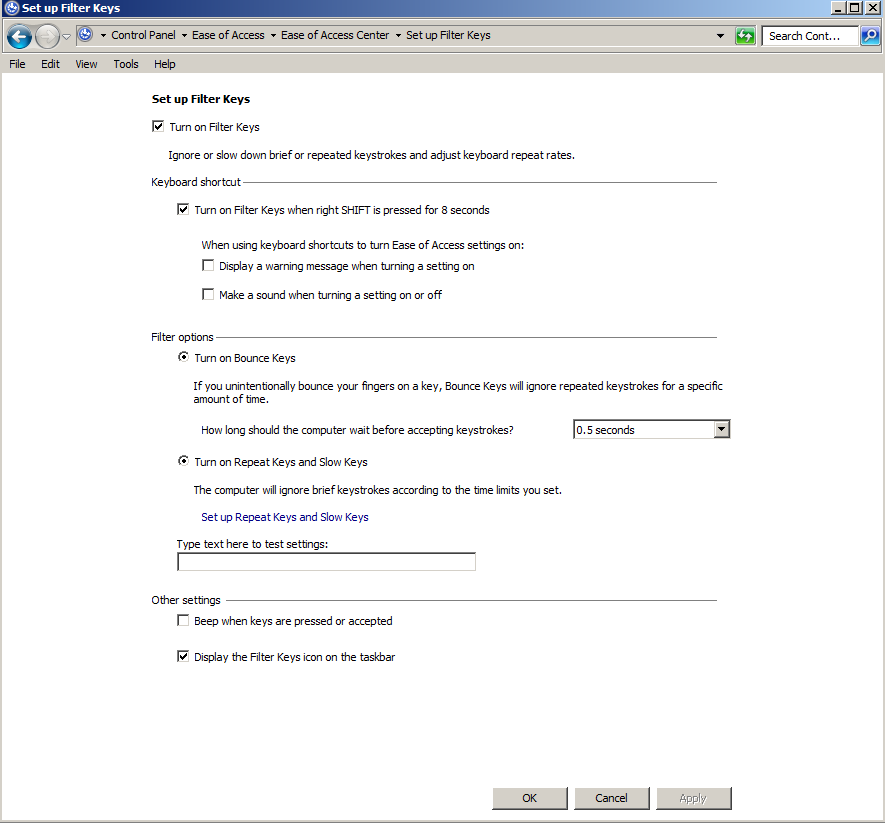 Set up Filter Keys
Control Panel Ease of Access Ease of Access Center Set up Filter Keys Search Cont...
File Edit View Tools Help
Set up Filter Keys
Turn on Filter Keys
Ignore or slow down brief or repeated keystrokes and adjust keyboard repeat rates.
Keyboard shortcut
Turn on Filter Keys when right SHIFT is pressed for 8 seconds
When using keyboard shortcuts to turn Ease of Access settings on:
Display a warning message when turning a setting on
Make a sound when turning a setting on or off
Filter options
Turn on Bounce Keys
If you unintentionally bounce your fingers on a key, Bounce Keys will ignore repeated keystrokes for a specific
amount of time.
How long should the computer wait before accepting keystrokes? 0.5 seconds
Turn on Repeat Keys and Slow Keys
The computer will ignore brief keystrokes according to the time limits you set.
Set up Repeat Keys and Slow Keys
Type text here to test settings:
Other settings
Beep when keys are pressed or accepted
Display the Filter Keys icon on the taskbar
OK Cancel Apply